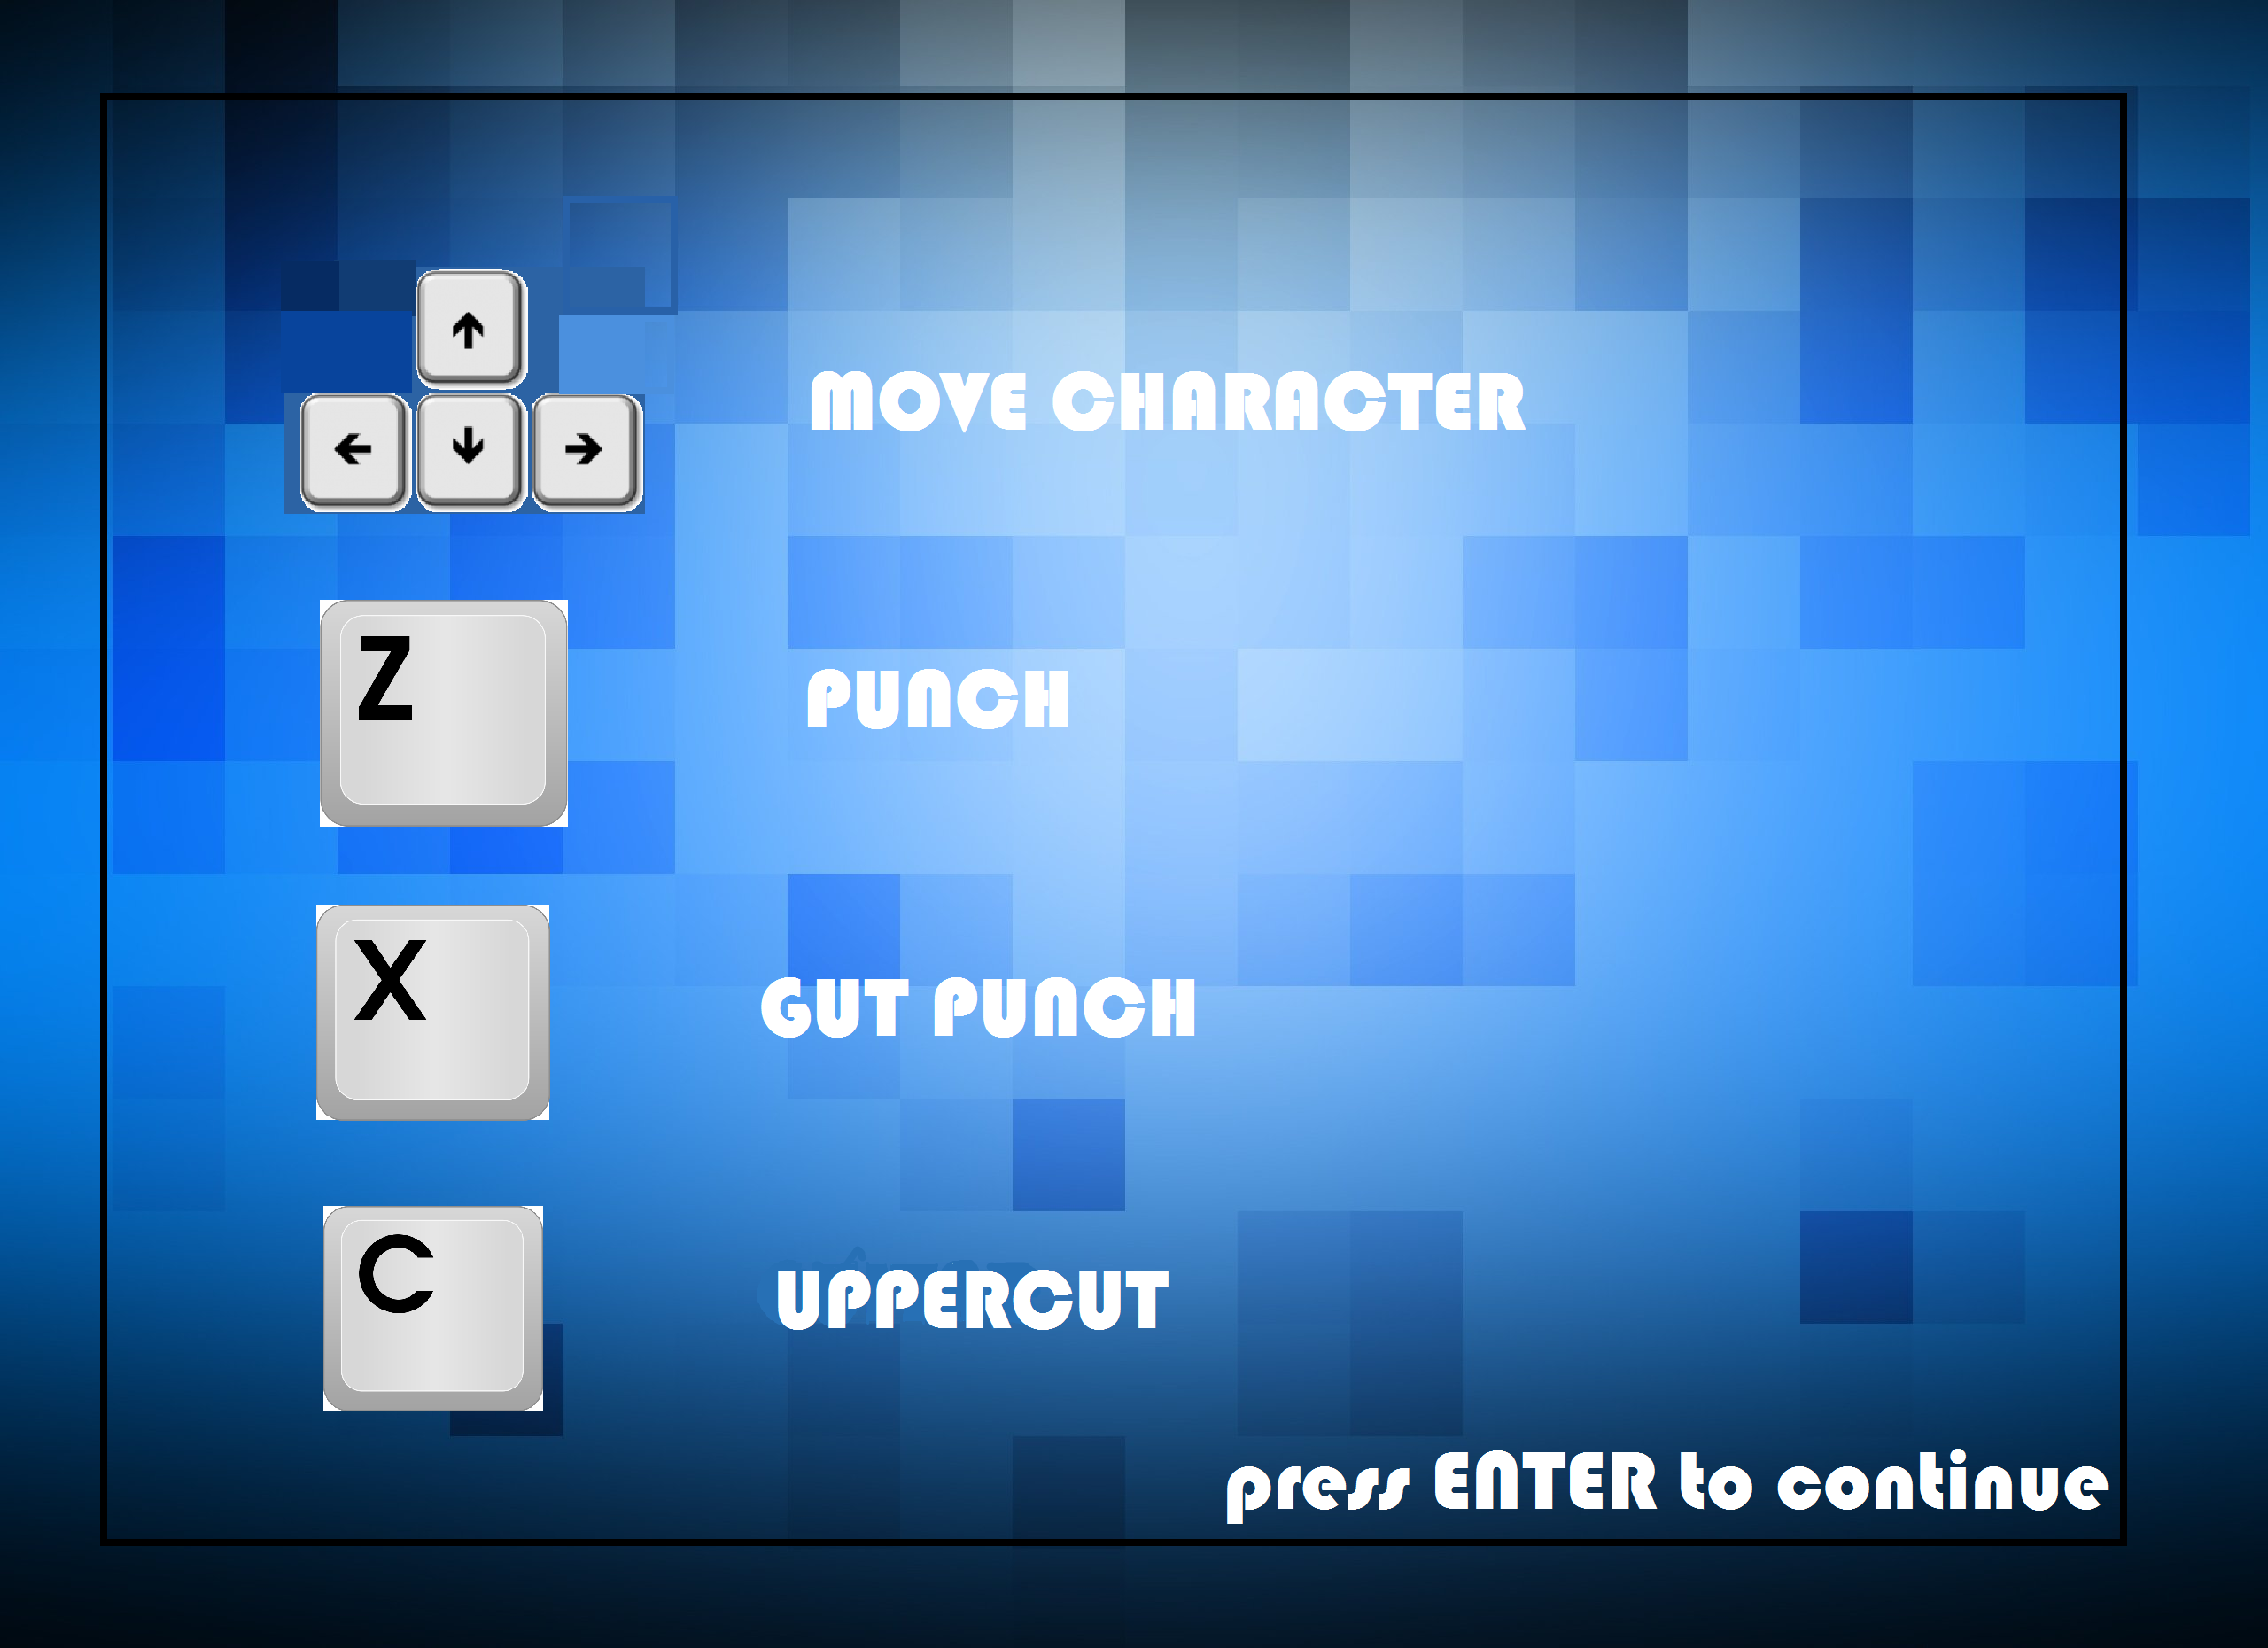 MOVE CHARACTER
Z
PUNCH
X
GUT PUNCH
C
UPPERCUT
press ENTER to continue